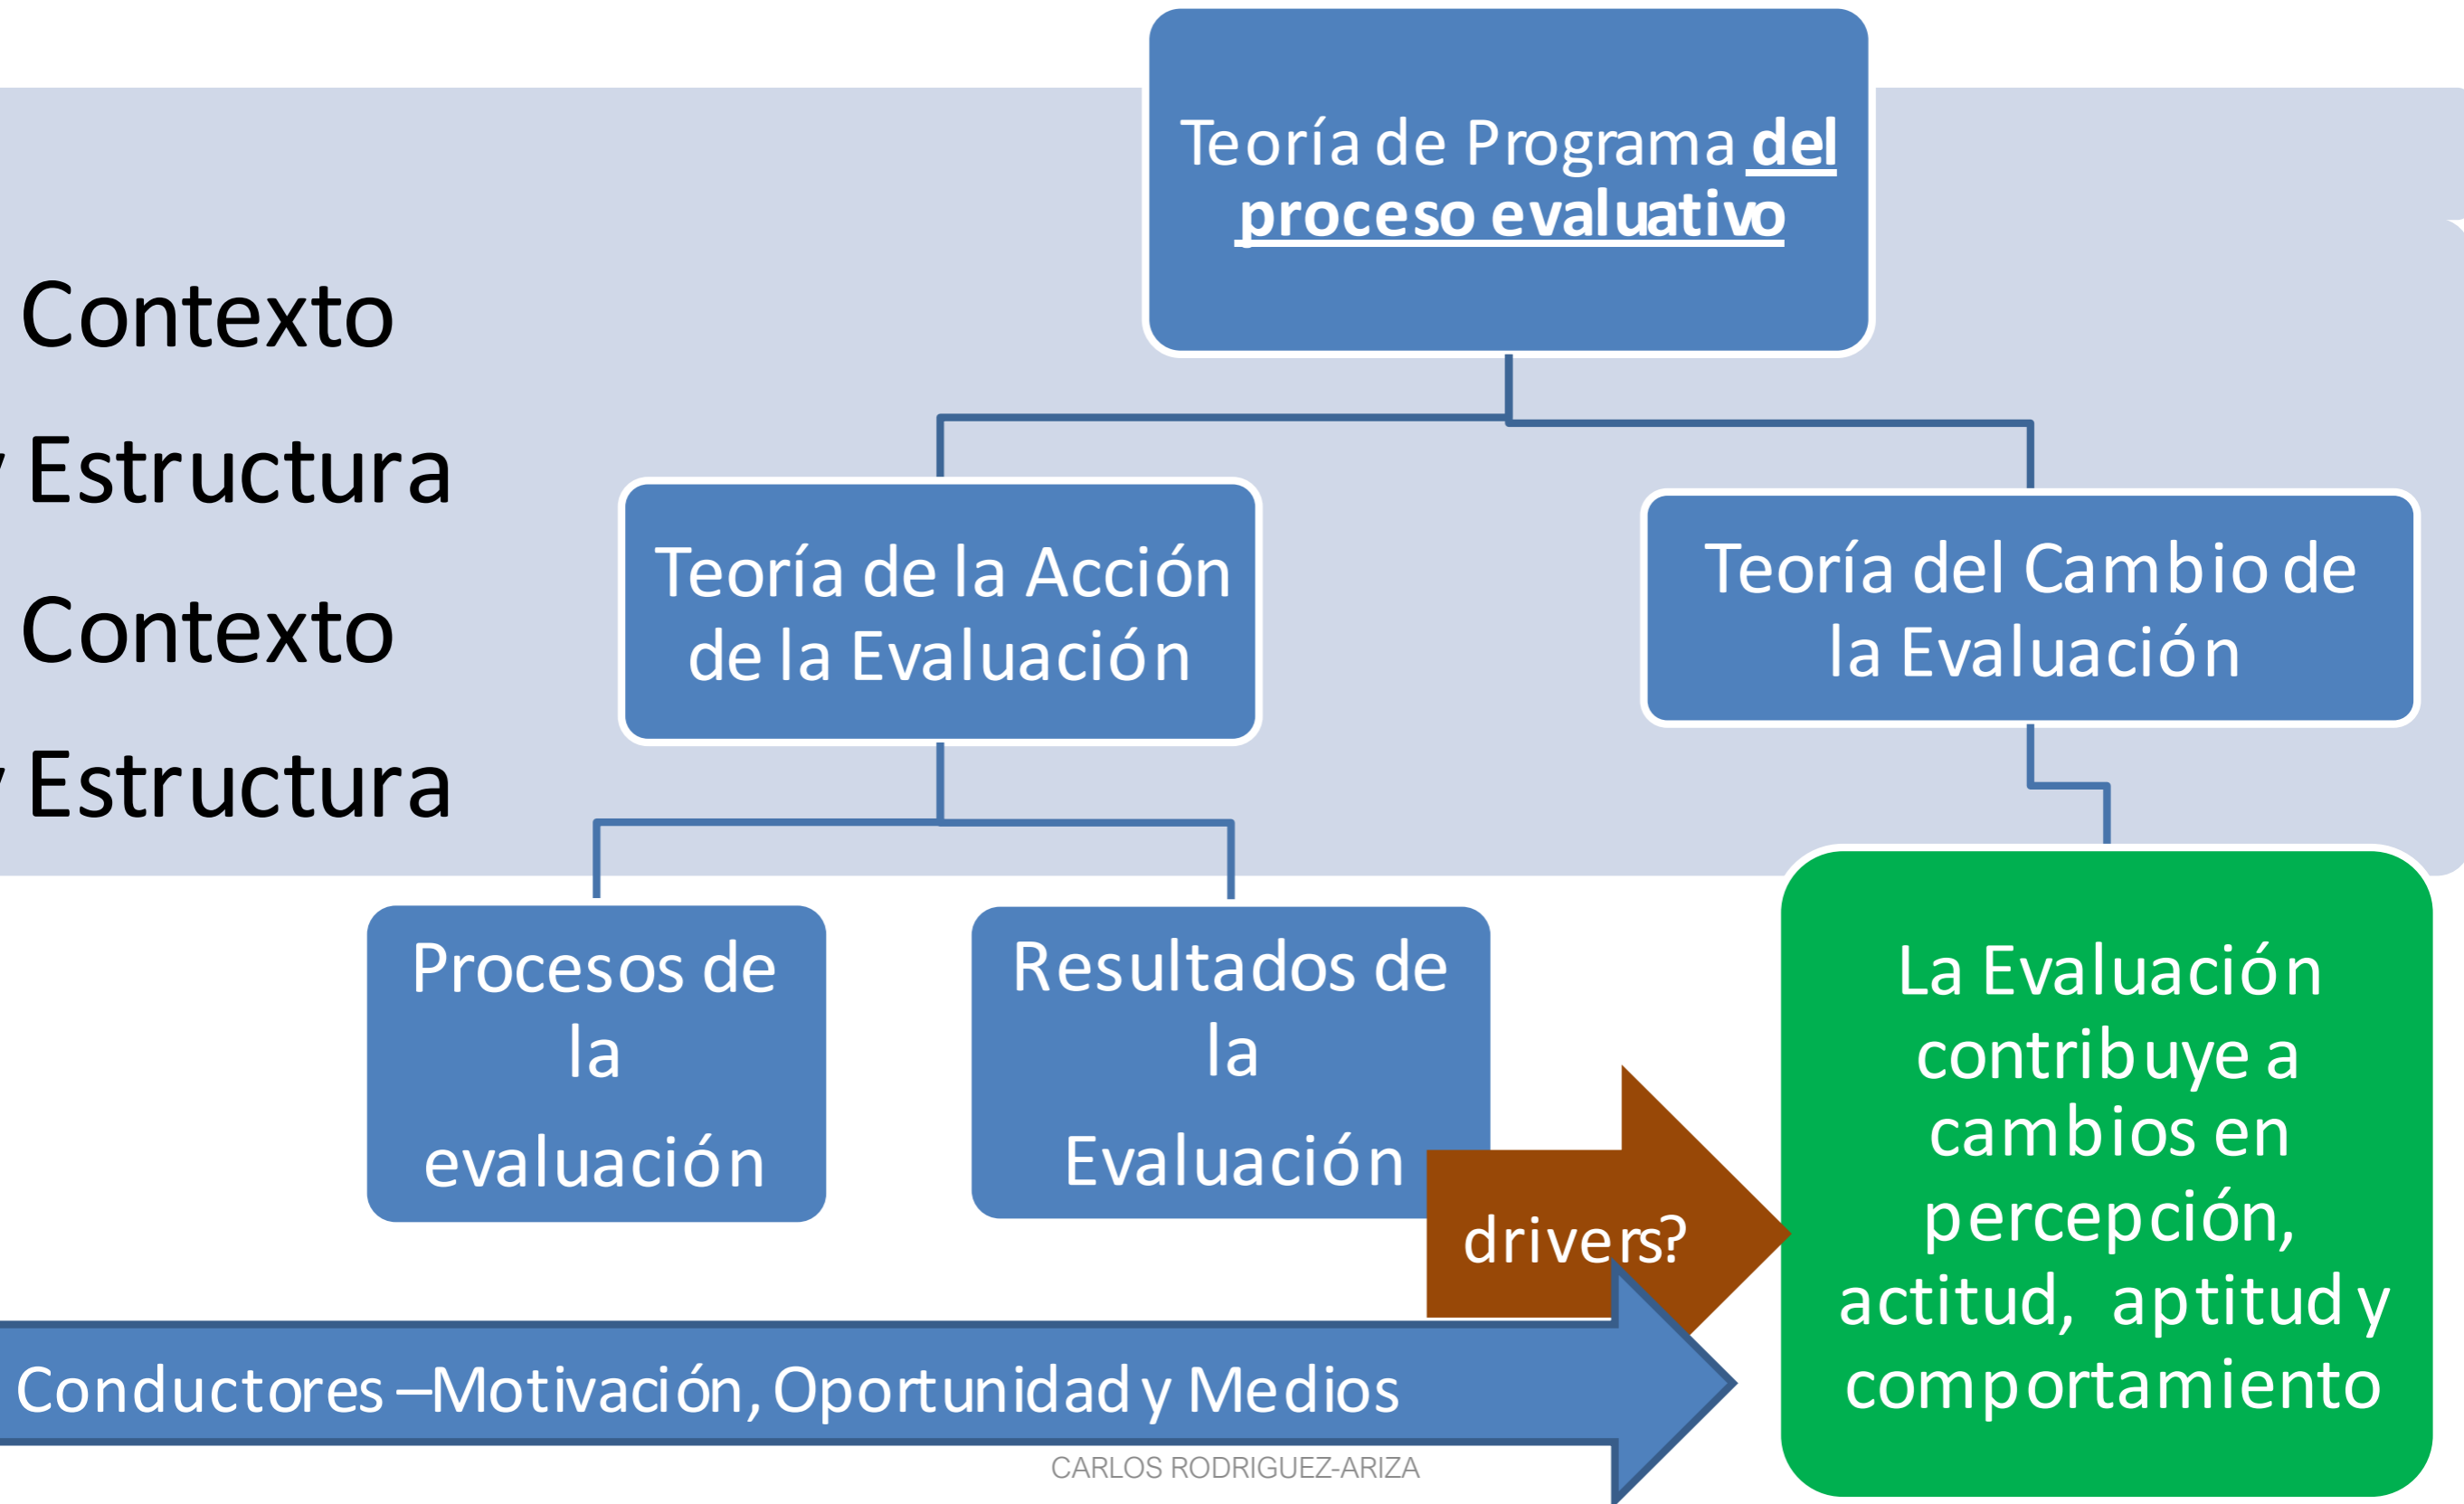 Teoría de Programa del
proceso evaluativo
Contexto
y Estructura
Contexto
y Estructura
Teoría de la Acción
de la Evaluación
Teoría del Cambio de
la Evaluación
Procesos de
la
evaluación
Resultados de
la
Evaluación
drivers?
La Evaluación
contribuye a
cambios en
percepción,
actitud, aptitud y
comportamiento
Conductores –Motivación, Oportunidad y Medios
CARLOS RODRIGUEZ-ARIZA